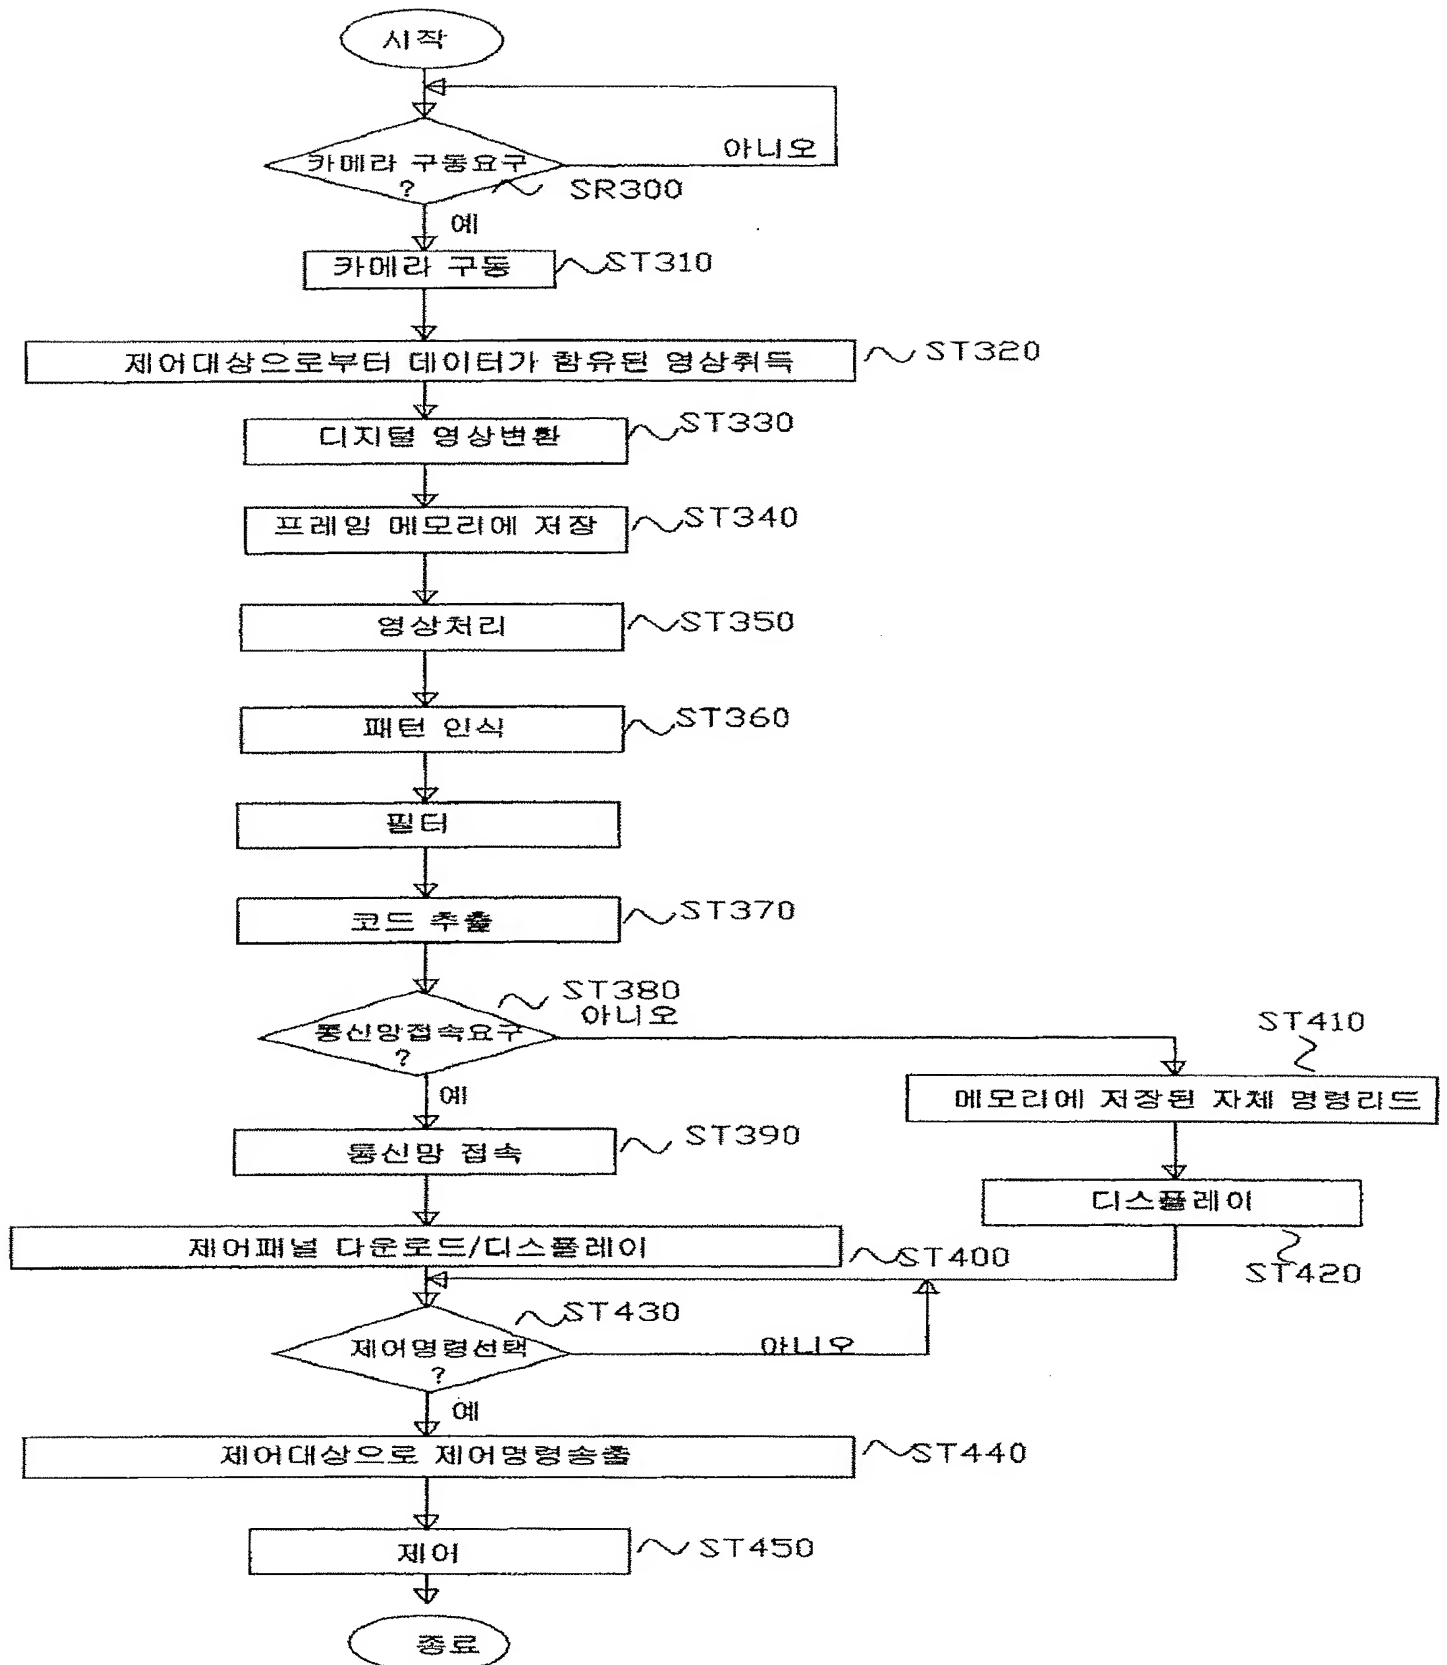 시작
아니오
카메라 구동요구
?
SR300
예
카메라 구동
ST310
제어대상으로부터 데이터가 함유된 영상취득
ST320
디지털 영상변환
ST330
프레임 메모리에 저장
ST340
영상처리
ST350
패턴 인식
ST360
필터
코드 추출
ST370
ST380
아니오
통신망접속요구
?
예
ST410
메모리에 저장된 자체 명령리드
통신망 접속
ST390
디스플레이
ST420
제어패널 다운로드/디스플레이
ST400
ST430
제어명령선택
?
아니오
예
제어대상으로 제어명령송출
ST440
제어
ST450
종료